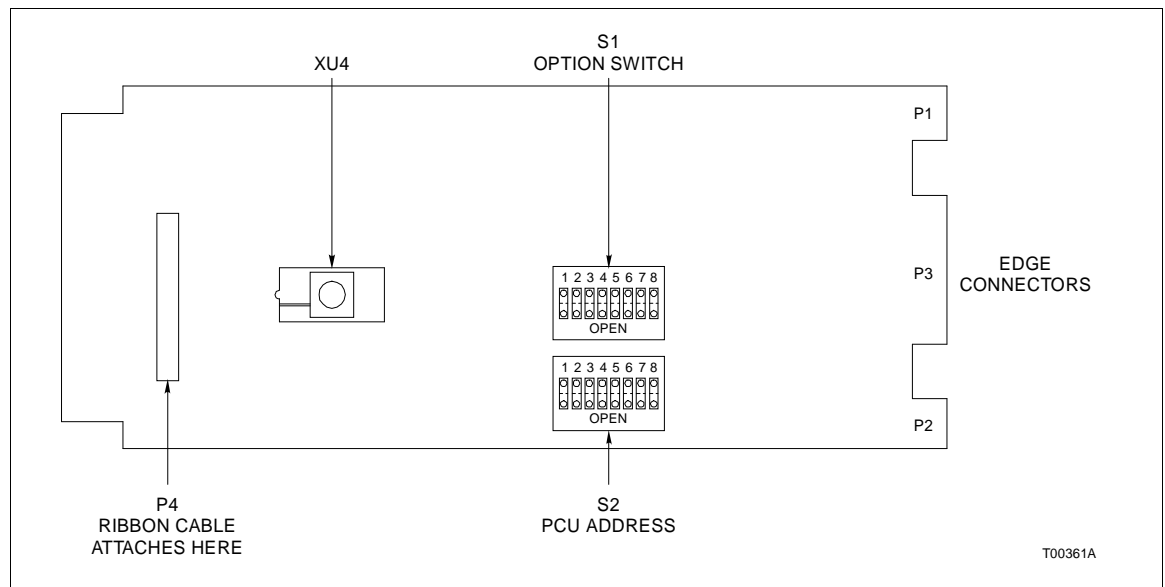 S1
OPTION SWITCH
XU4
P1
1 2 3 4 5 6 7 8
OPEN
P3
EDGE
CONNECTORS
1 2 3 4 5 6 7 8
OPEN
P2
P4
RIBBON CABLE
ATTACHES HERE
S2
PCU ADDRESS
T00361A